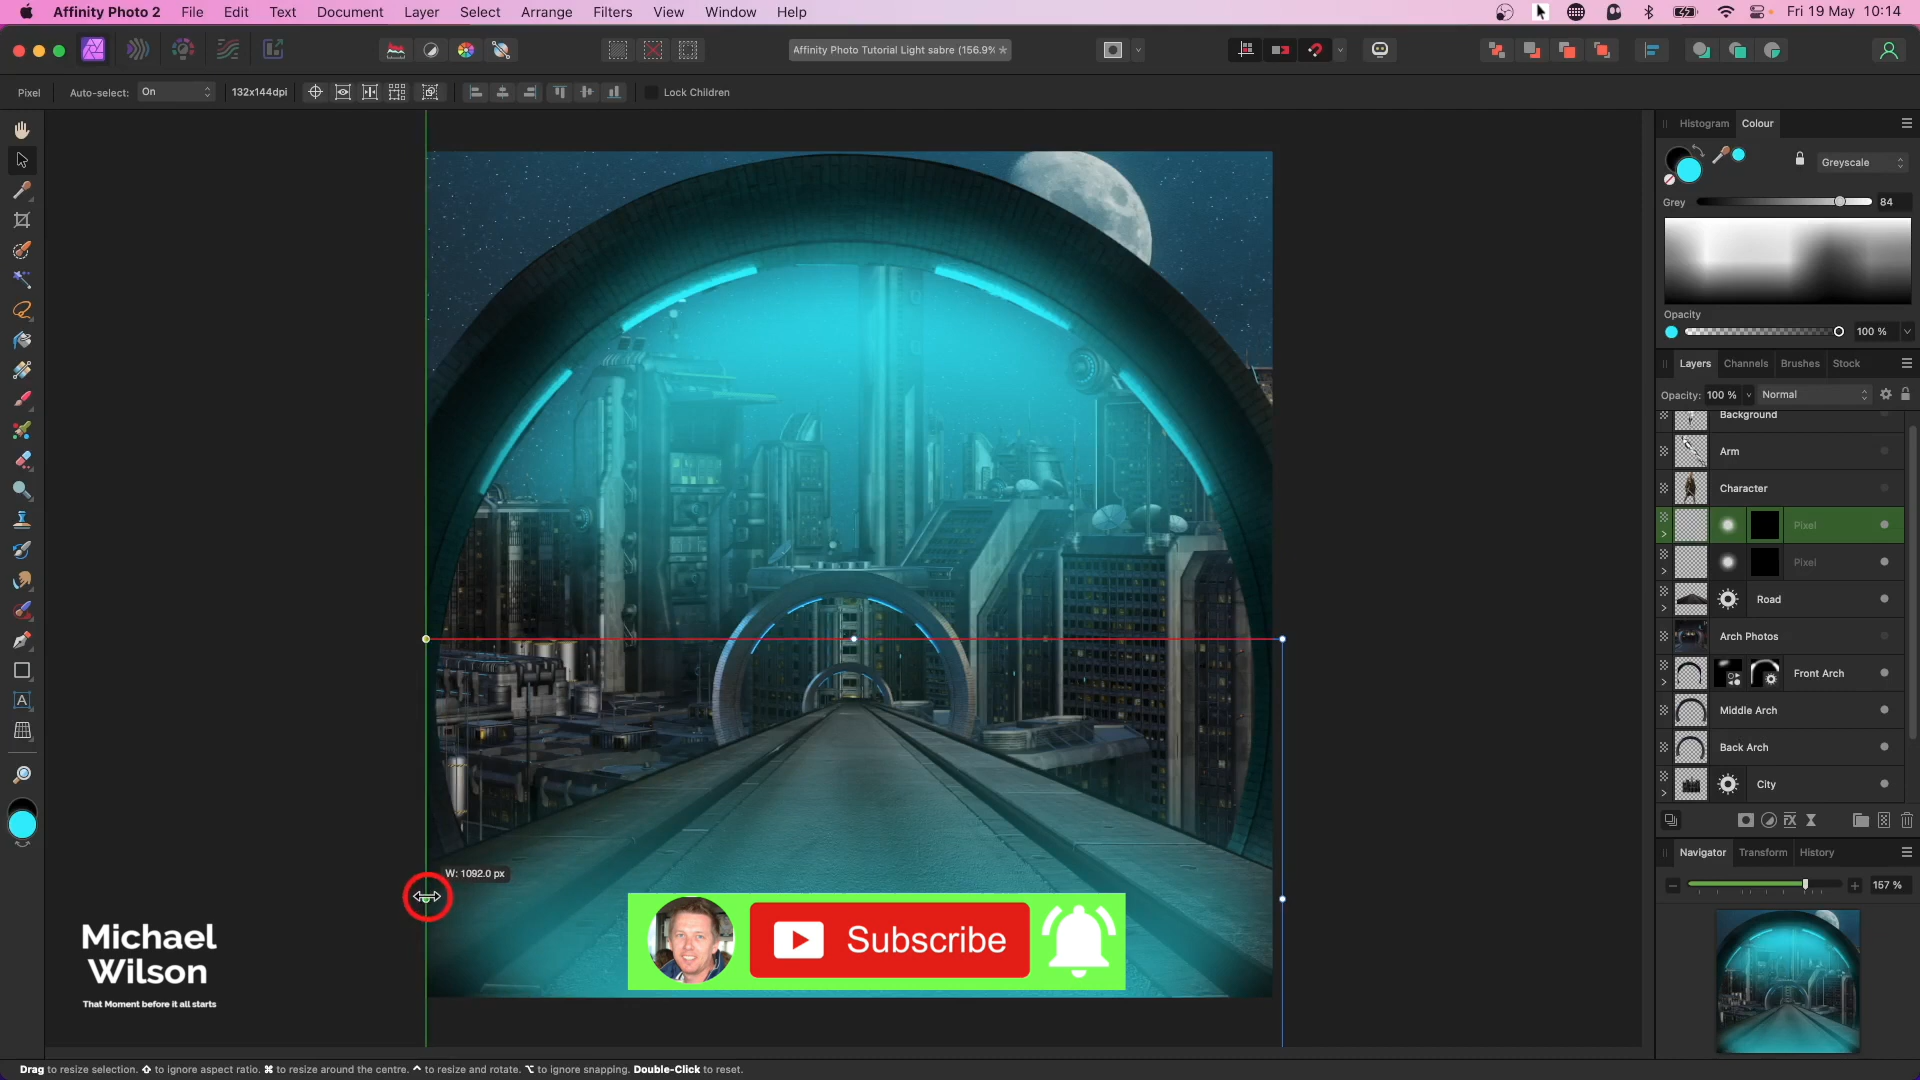 Affinity Photo 2 File Edit Text Document Layer Select Arrange Filters View Window Help Fri 19 May 10:14
Affinity Photo Tutorial Light sabre (156.9%
Pixel Auto-select: On 132x144dpi Lock Children
Histogram Colour
Greyscale
Grey 84
Opacity
100 %
Layers Channels Brushes Stock
Opacity: 100 % Normal
Background
Arm
Character
Pixel
Pixel
Road
Arch Photos
Front Arch
Middle Arch
Back Arch
City
Navigator Transform History
157 %
W: 1092.0 px
Subscribe
Michael
Wilson
That Moment before it all starts
Drag to resize selection. ⇧ to ignore aspect ratio. ⌘ to resize around the centre. ⌃ to resize and rotate. ⌥ to ignore snapping. Double-Click to reset.